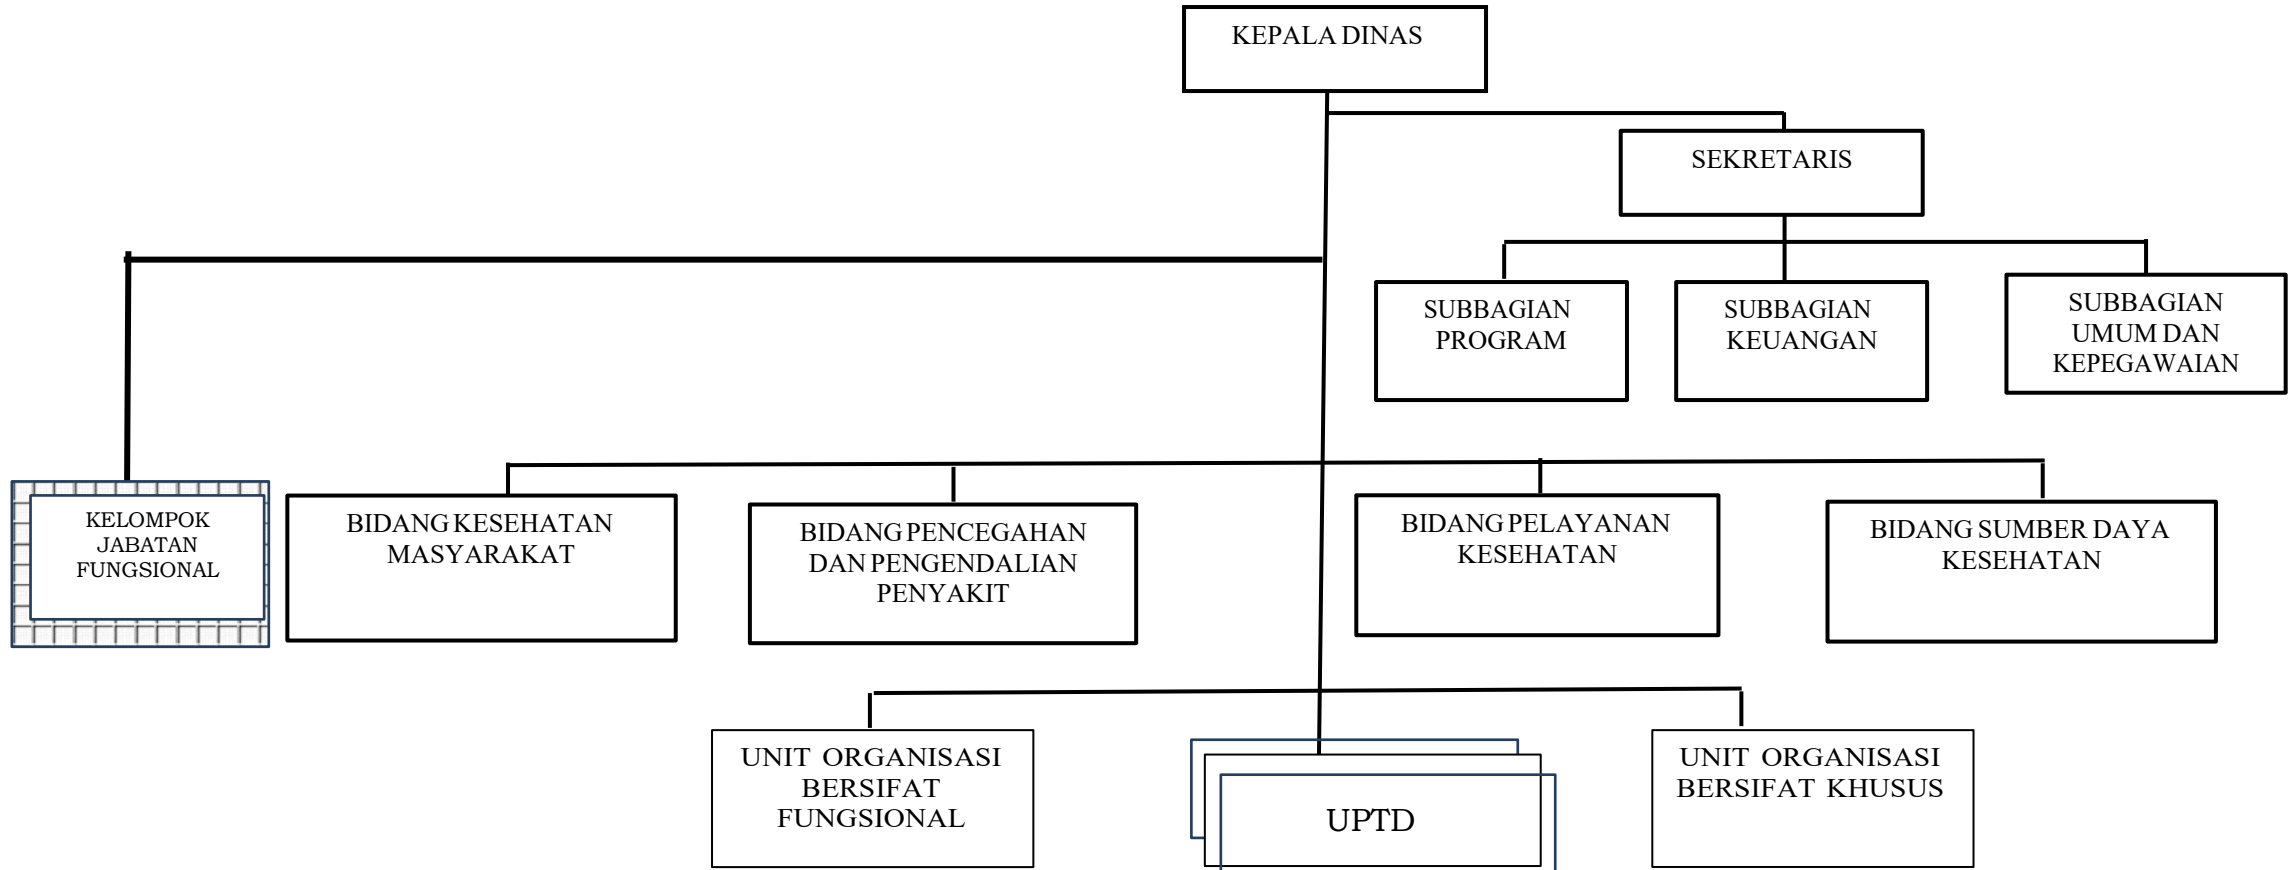 KEPALA DINAS
SEKRETARIS
SUBBAGIAN
PROGRAM
SUBBAGIAN
KEUANGAN
SUBBAGIAN
UMUM DAN
KEPEGAWAIAN
KELOMPOK
JABATAN
FUNGSIONAL
BIDANG KESEHATAN
MASYARAKAT
BIDANG PENCEGAHAN
DAN PENGENDALIAN
PENYAKIT
BIDANG PELAYANAN
KESEHATAN
BIDANG SUMBER DAYA
KESEHATAN
UNIT ORGANISASI
BERSIFAT
FUNGSIONAL
UPTD
UNIT ORGANISASI
BERSIFAT KHUSUS